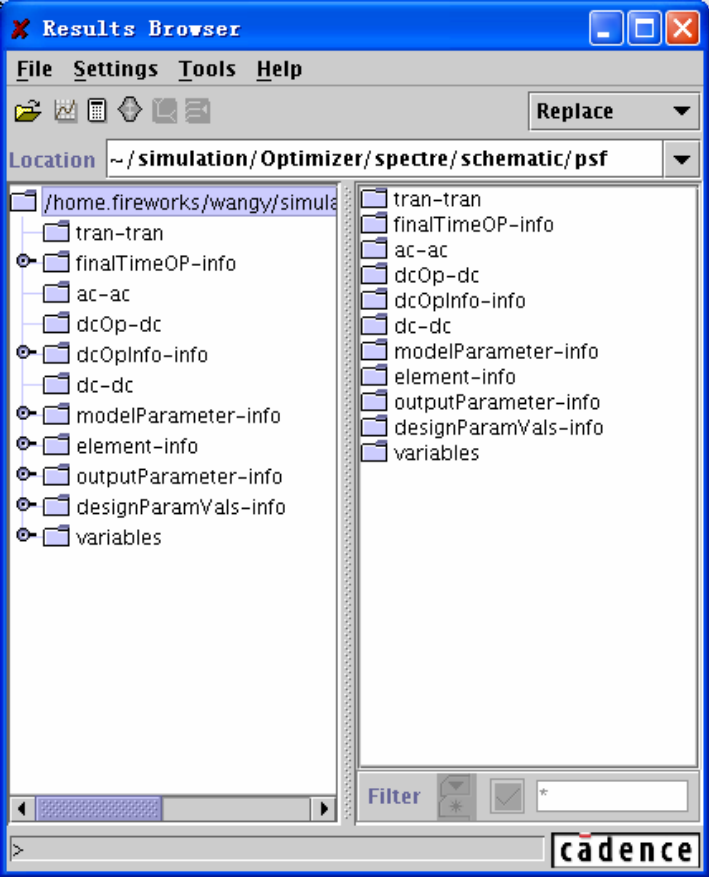 Results Browser
File Settings Tools Help
Replace
Location ~/simulation/Optimizer/spectre/schematic/psf
/home.fireworks/wangy/simula
tran-tran
finalTimeOP-info
ac-ac
dcOp-dc
dcOpInfo-info
dc-dc
modelParameter-info
element-info
outputParameter-info
designParamVals-info
variables
tran-tran
finalTimeOP-info
ac-ac
dcOp-dc
dcOpInfo-info
dc-dc
modelParameter-info
element-info
outputParameter-info
designParamVals-info
variables
Filter *
>
cādence